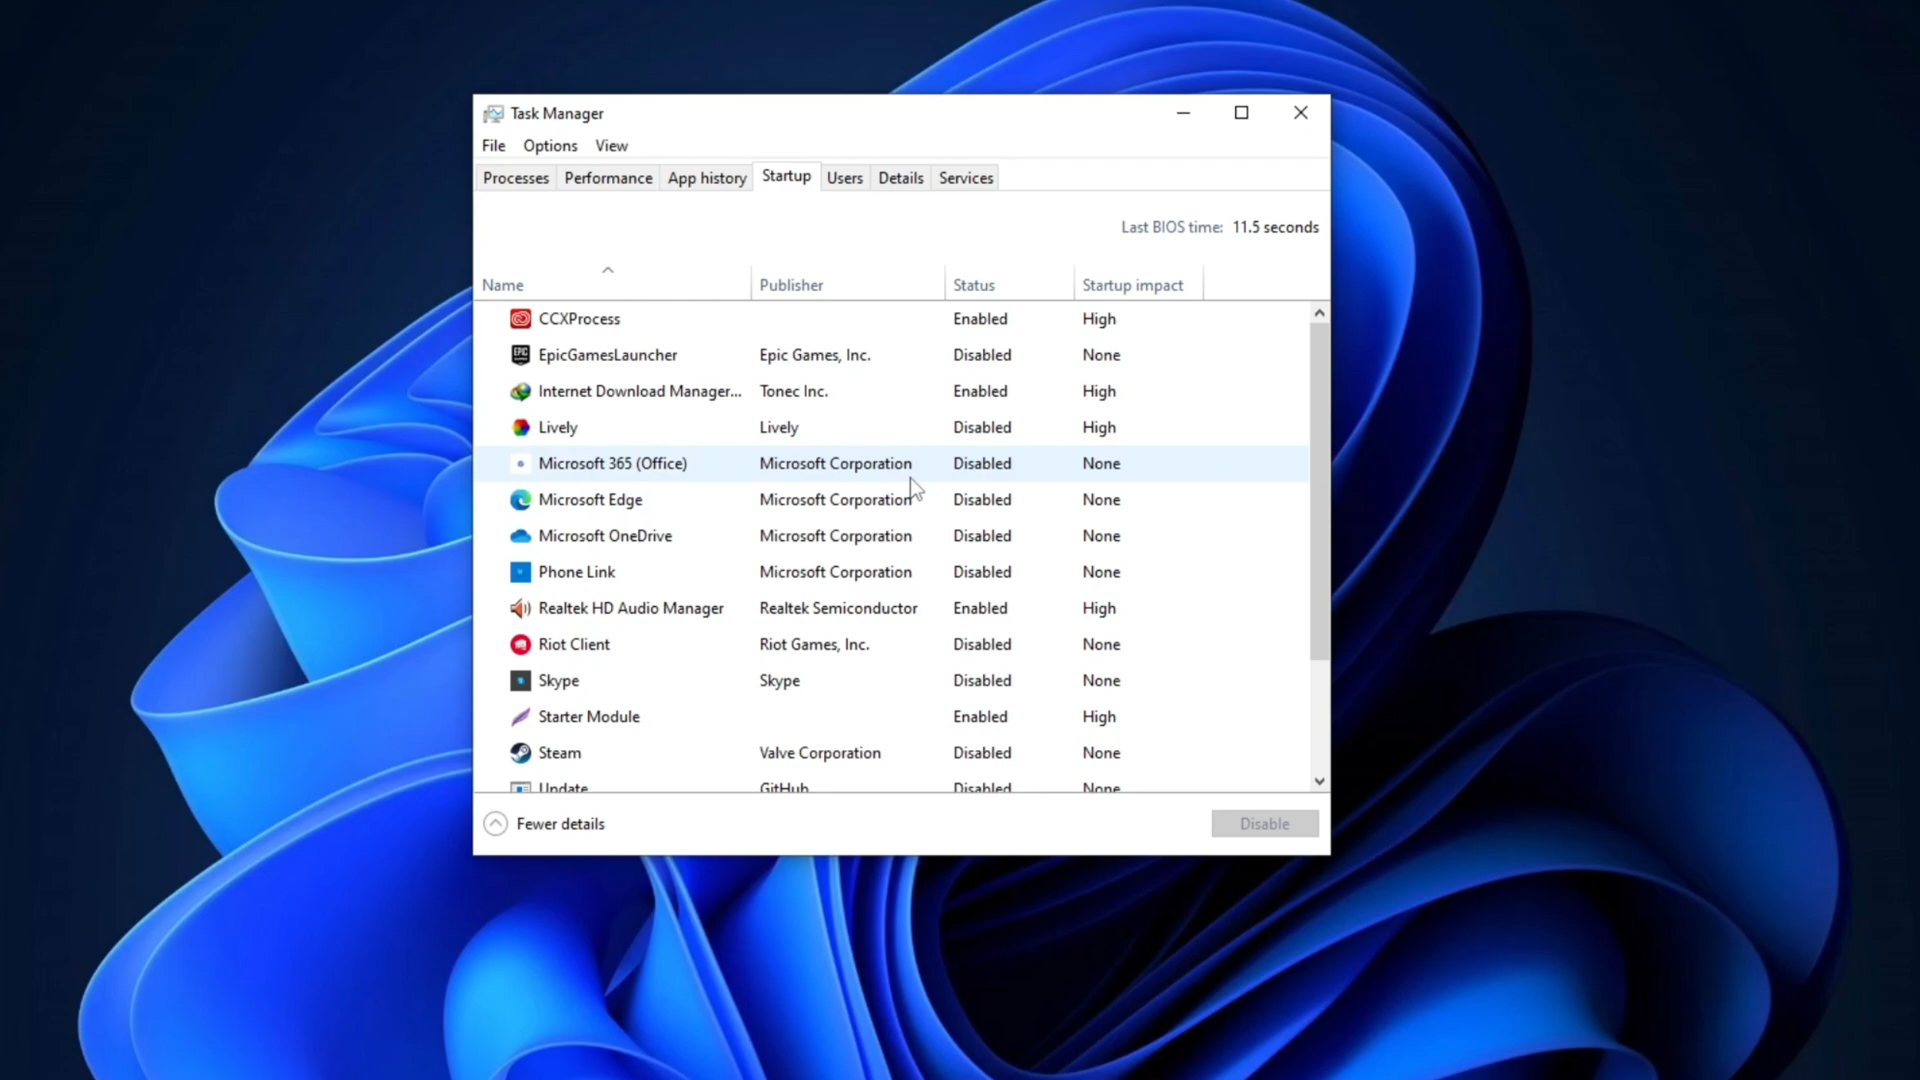 Task Manager
File Options View
Processes Performance App history Startup Users Details Services
Last BIOS time: 11.5 seconds
Name Publisher Status Startup impact
CCXProcess Enabled High
EPIC EpicGamesLauncher Epic Games, Inc. Disabled None
Internet Download Manager... Tonec Inc. Enabled High
Lively Lively Disabled High
Microsoft 365 (Office) Microsoft Corporation Disabled None
Microsoft Edge Microsoft Corporation Disabled None
Microsoft OneDrive Microsoft Corporation Disabled None
Phone Link Microsoft Corporation Disabled None
Realtek HD Audio Manager Realtek Semiconductor Enabled High
Riot Client Riot Games, Inc. Disabled None
Skype Skype Disabled None
Starter Module Enabled High
Steam Valve Corporation Disabled None
Update GitHub Disabled None
Fewer details Disable